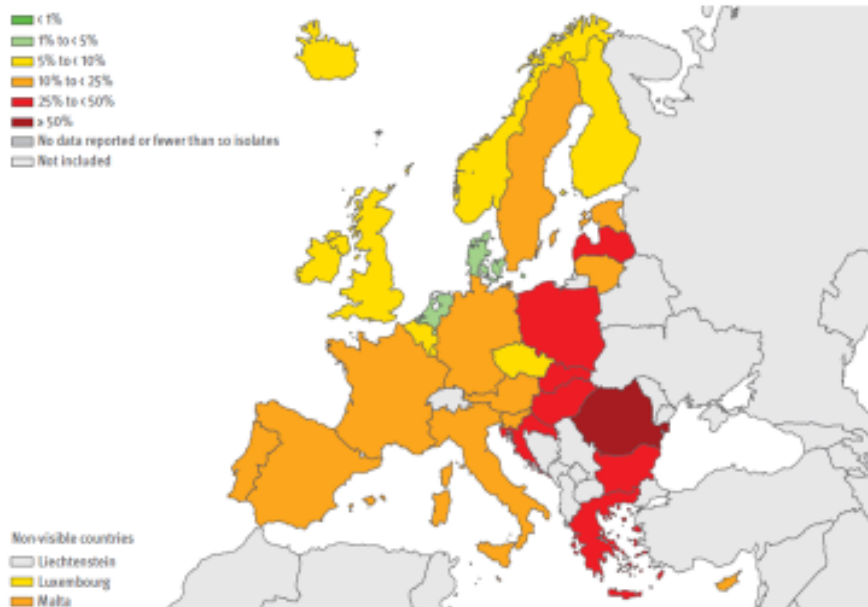 < 1%
1% to < 5%
5% to < 10%
10% to < 25%
25% to < 50%
≥ 50%
No data reported or fewer than 10 isolates
Not included
Non-visible countries
Liechtenstein
Luxembourg
Malta